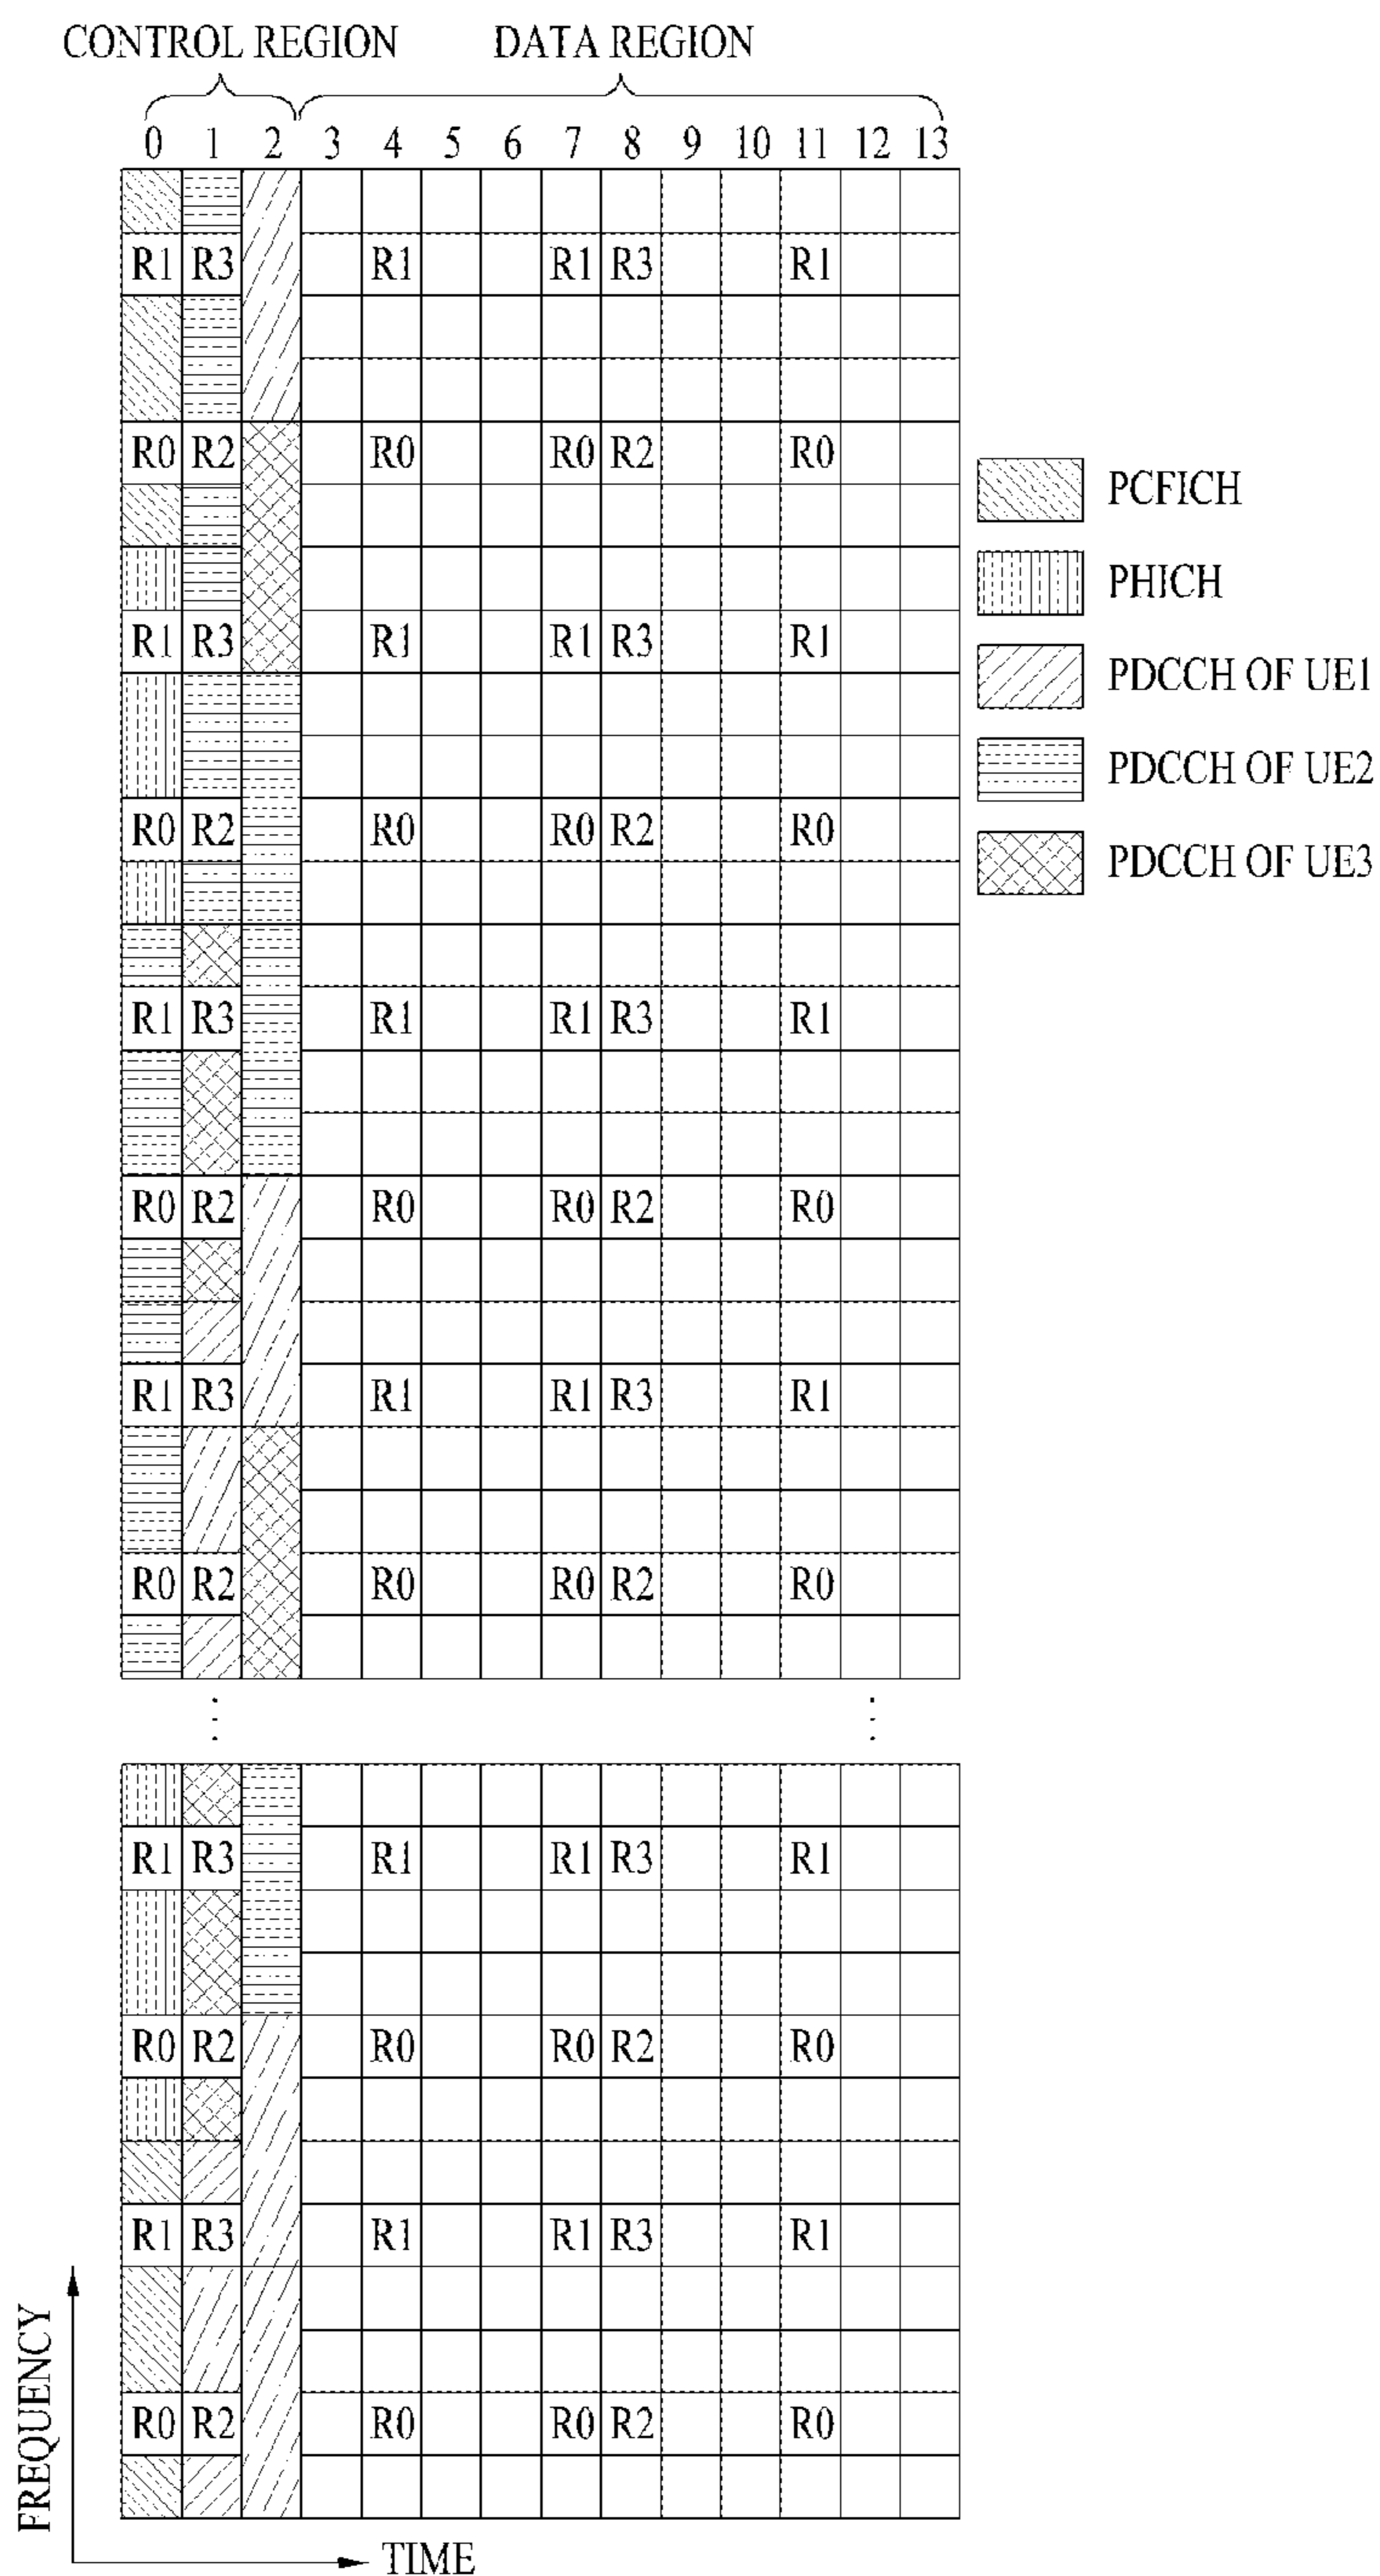 CONTROL REGION DATA REGION
0 1 2 3 4 5 6 7 8 9 10 11 12 13
R1 R3 R1 R1 R3 R1
R0 R2 R0 R0 R2 R0
PCFICH
PHICH
R1 R3 R1 R1 R3 R1
PDCCH OF UE1
PDCCH OF UE2
R0 R2 R0 R0 R2 R0
PDCCH OF UE3
R1 R3 R1 R1 R3 R1
R0 R2 R0 R0 R2 R0
R1 R3 R1 R1 R3 R1
R0 R2 R0 R0 R2 R0
R1 R3 R1 R1 R3 R1
R0 R2 R0 R0 R2 R0
R1 R3 R1 R1 R3 R1
R0 R2 R0 R0 R2 R0
FREQUENCY
TIME